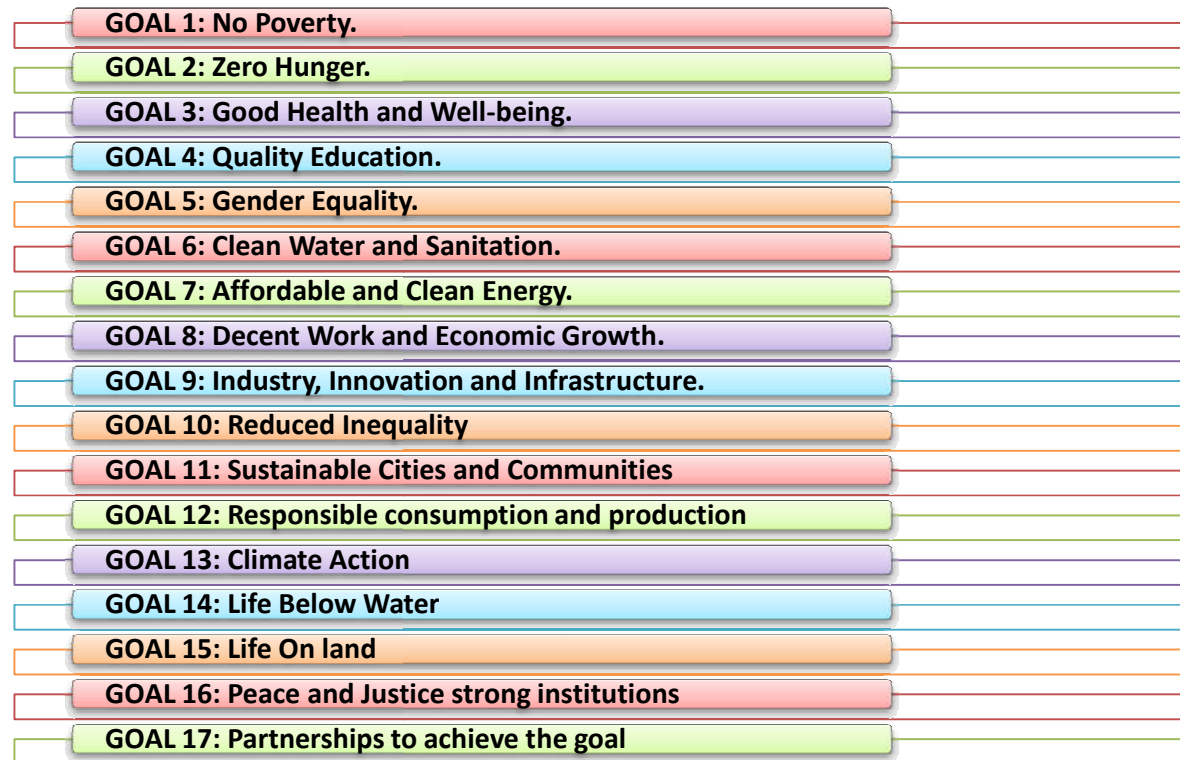 GOAL 1: No Poverty.
GOAL 2: Zero Hunger.
GOAL 3: Good Health and Well-being.
GOAL 4: Quality Education.
GOAL 5: Gender Equality.
GOAL 6: Clean Water and Sanitation.
GOAL 7: Affordable and Clean Energy.
GOAL 8: Decent Work and Economic Growth.
GOAL 9: Industry, Innovation and Infrastructure.
GOAL 10: Reduced Inequality
GOAL 11: Sustainable Cities and Communities
GOAL 12: Responsible consumption and production
GOAL 13: Climate Action
GOAL 14: Life Below Water
GOAL 15: Life On land
GOAL 16: Peace and Justice strong institutions
GOAL 17: Partnerships to achieve the goal